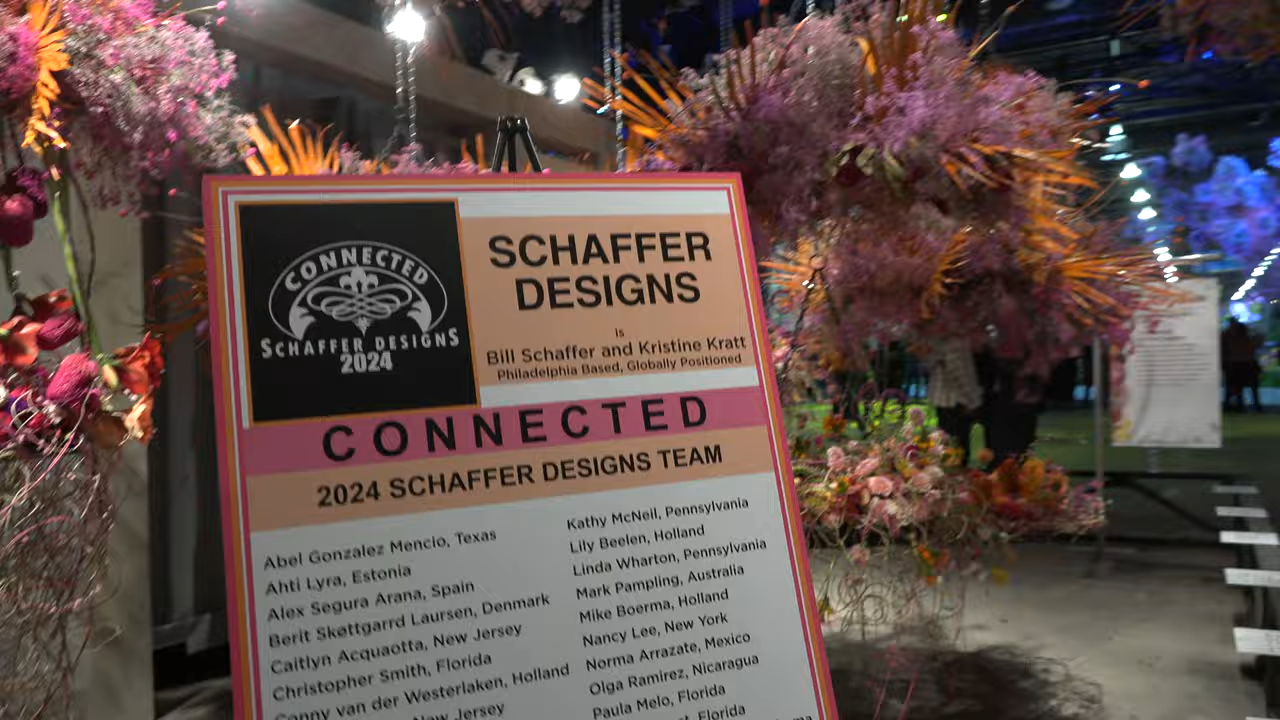 CONNECTED
SCHAFFER DESIGNS
2024
SCHAFFER
DESIGNS
is
Bill Schaffer and Kristine Kratt
Philadelphia Based, Globally Positioned
CONNECTED
2024 SCHAFFER DESIGNS TEAM
Abel Gonzalez Mencio, Texas
Ahti Lyra, Estonia
Alex Segura Arana, Spain
Berit Skøttgarrd Laursen, Denmark
Caitlyn Acquaotta, New Jersey
Christopher Smith, Florida
Conny van der Westerlaken, Holland
New Jersey
Kathy McNeil, Pennsylvania
Lily Beelen, Holland
Linda Wharton, Pennsylvania
Mark Pampling, Australia
Mike Boerma, Holland
Nancy Lee, New York
Norma Arrazate, Mexico
Olga Ramirez, Nicaragua
Paula Melo, Florida
Florida